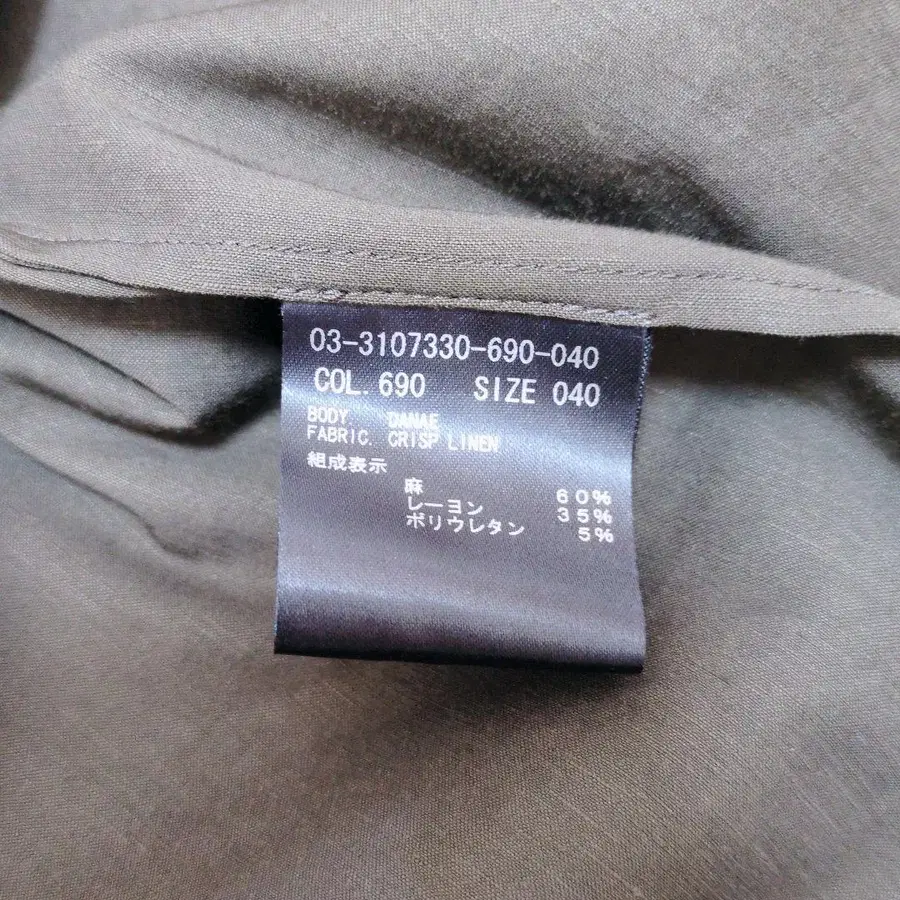 03-3107330-690-040
COL. 690 SIZE 040
BODY. DANAE
FABRIC. CRISP LINEN
組成表示
麻 60%
レーヨン 35%
ポリウレタン 5%